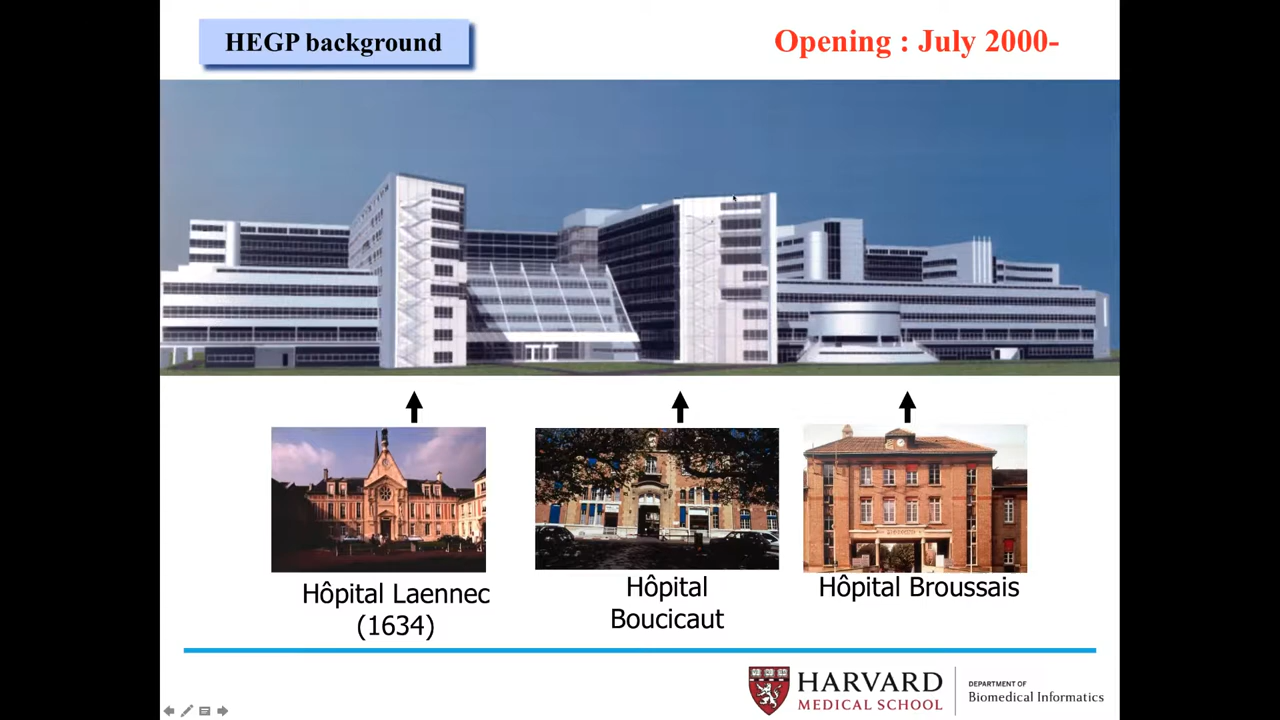 HEGP background
Opening : July 2000-
Hôpital Laennec
(1634)
Hôpital
Boucicaut
Hôpital Broussais
HARVARD
MEDICAL SCHOOL
DEPARTMENT OF
Biomedical Informatics